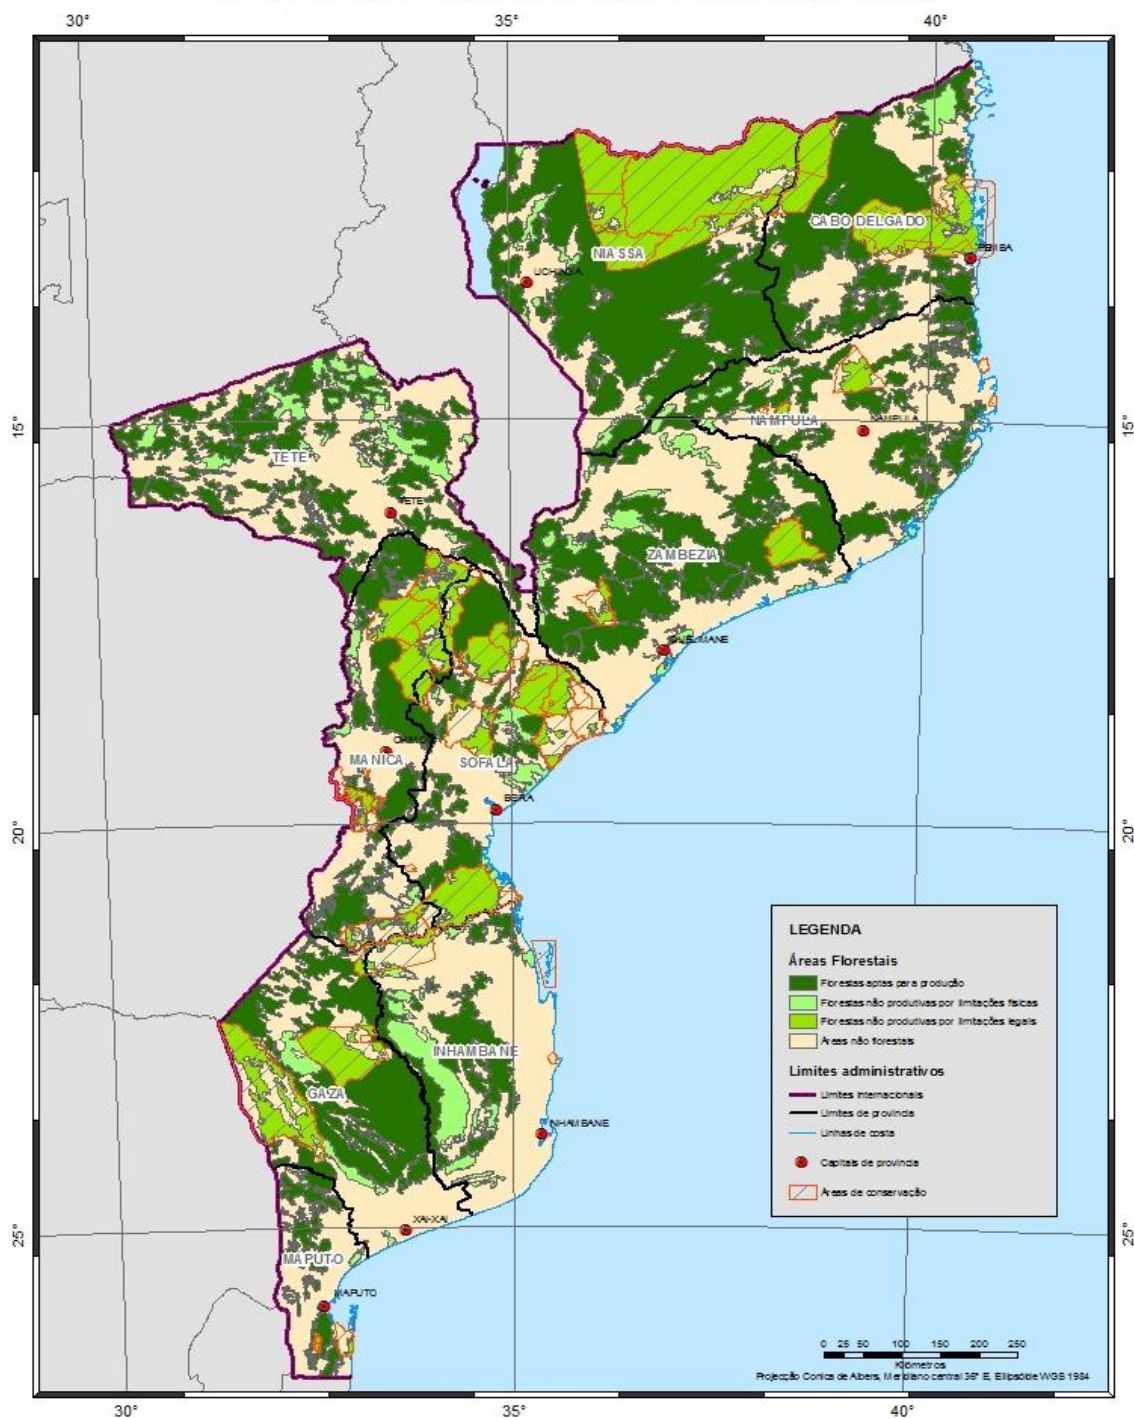 30°
35°
40°
CABO DELGADO
NIASSA
PEMBA
LICHINGA
15°
NAMPULA
NAMPULA
15°
TETE
TETE
ZAMBEZIA
QUELIMANE
MANICA
SOFALA
BEIRA
20°
20°
LEGENDA
Áreas Florestais
Florestas aptas para produção
Florestas não produtivas por limitações físicas
Florestas não produtivas por limitações legais
Áreas não florestais
Limites administrativos
Limites Internacionais
Limites de província
Linhas de costa
Capitais de província
Áreas de conservação
INHAMBANE
GAZA
INHAMBANE
XAI-XAI
25°
25°
MAPUTO
MAPUTO
0 25 50 100 150 200 250
Kilómetros
Projecção Conica de Albers, Meridiano central 36° E, Elipsóide WGS 1984
30°
35°
40°